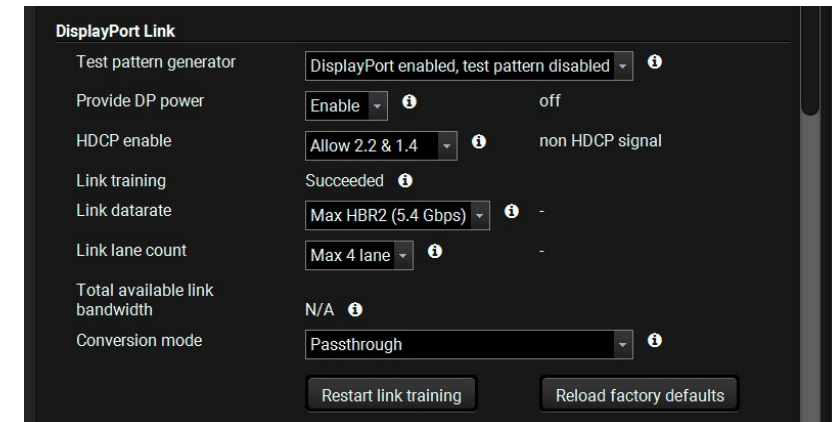 DisplayPort Link
Test pattern generator DisplayPort enabled, test pattern disabled
Provide DP power Enable off
HDCP enable Allow 2.2 & 1.4 non HDCP signal
Link training Succeeded
Link datarate Max HBR2 (5.4 Gbps) -
Link lane count Max 4 lane -
Total available link
bandwidth N/A
Conversion mode Passthrough
Restart link training Reload factory defaults